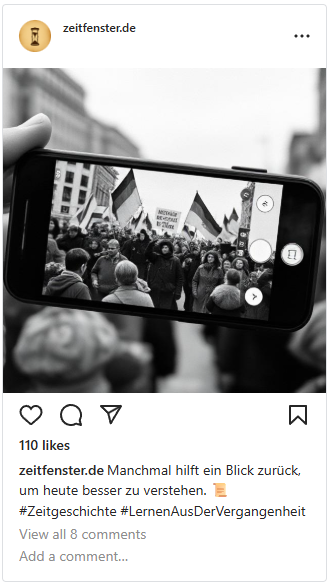 zeitfenster.de
110 likes
zeitfenster.de Manchmal hilft ein Blick zurück,
um heute besser zu verstehen. 📜
#Zeitgeschichte #LernenAusDerVergangenheit
View all 8 comments
Add a comment...